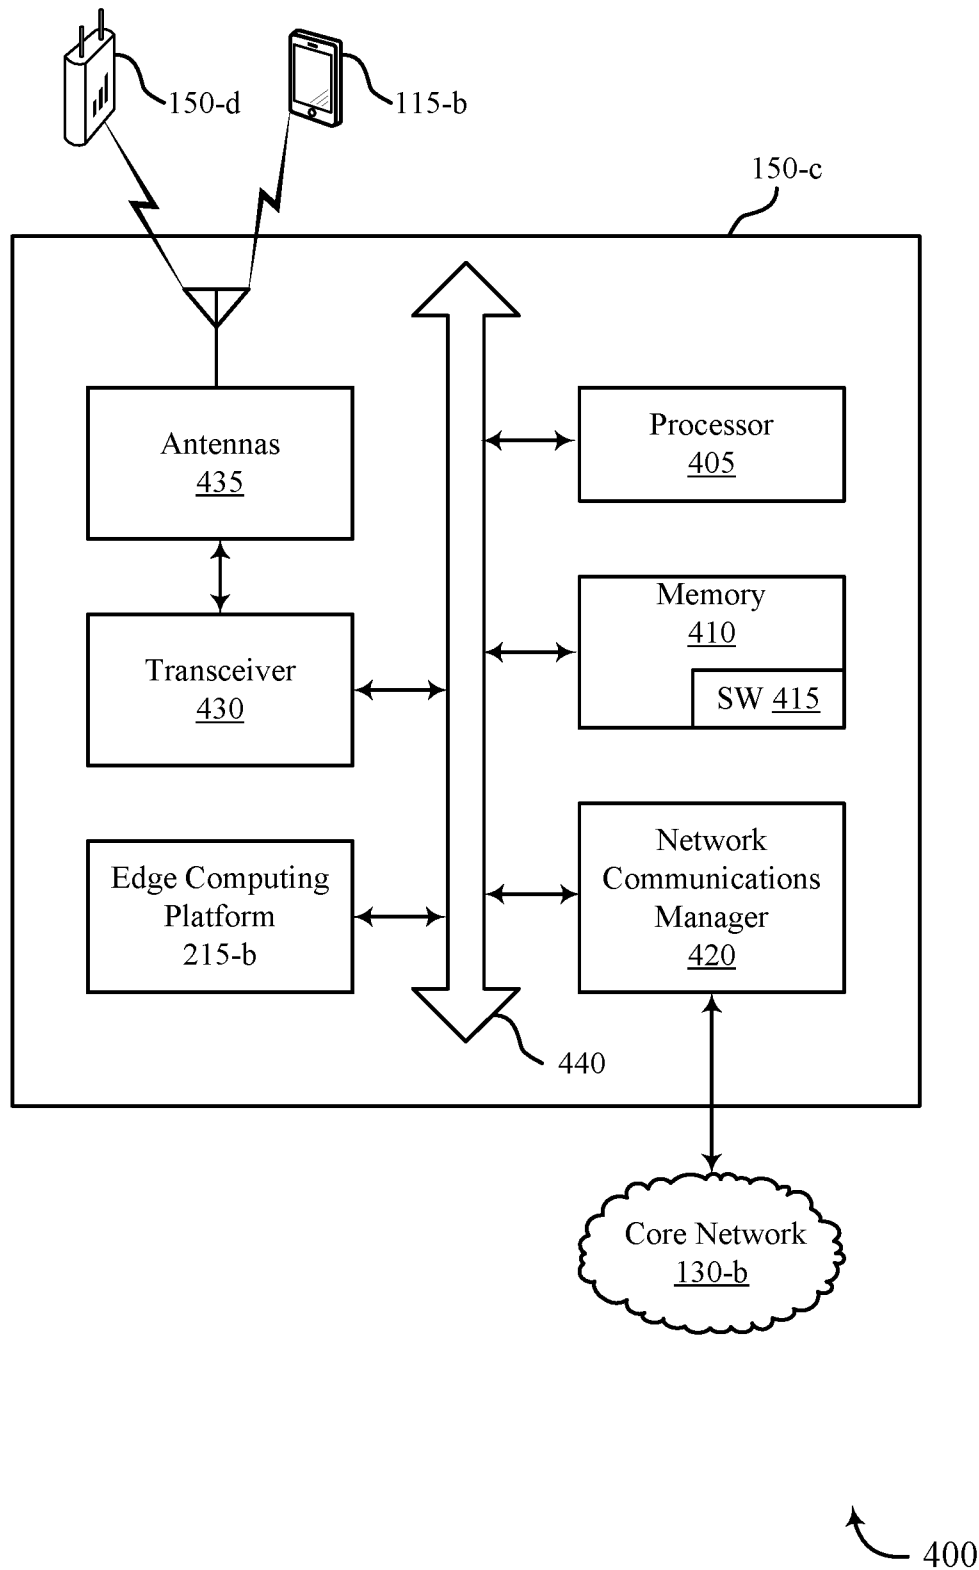 150-d
115-b
150-c
Antennas
435
Processor
405
Memory
410
SW 415
Transceiver
430
Edge Computing
Platform
215-b
Network
Communications
Manager
420
440
Core Network
130-b
400